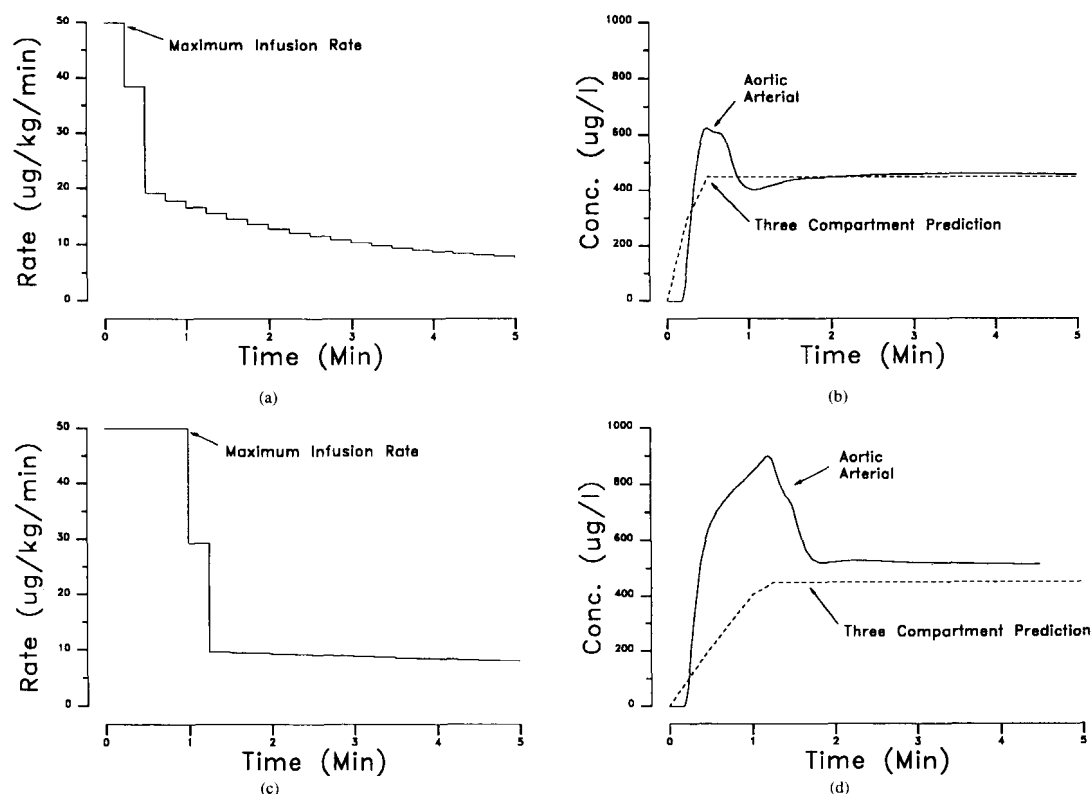 50
40
30
20
10
0
Rate (ug/kg/min)
Maximum Infusion Rate
0 1 2 3 4 5
Time (Min)
(a)
1000
800
600
400
200
0
Conc. (ug/l)
Aortic
Arterial
Three Compartment Prediction
0 1 2 3 4 5
Time (Min)
(b)
50
40
30
20
10
0
Rate (ug/kg/min)
Maximum Infusion Rate
0 1 2 3 4 5
Time (Min)
(c)
1000
800
600
400
200
0
Conc. (ug/l)
Aortic
Arterial
Three Compartment Prediction
0 1 2 3 4 5
Time (Min)
(d)